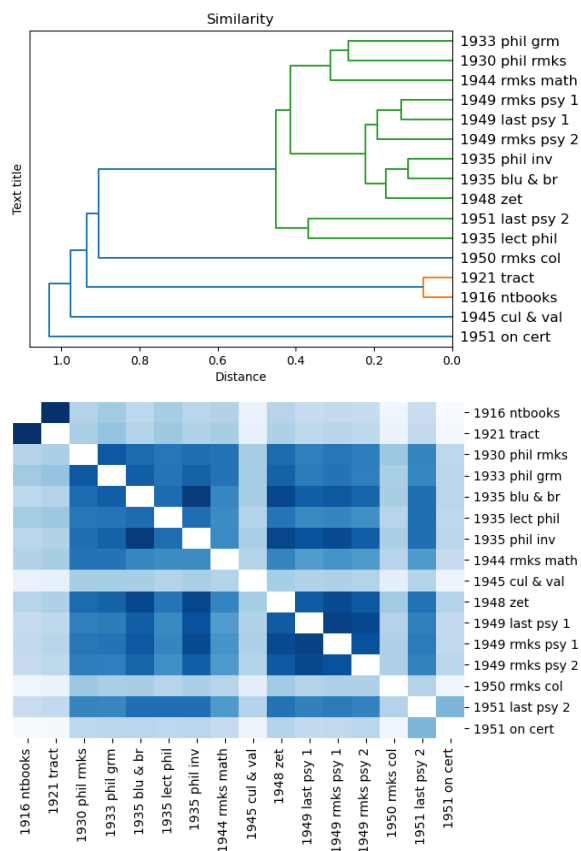 Similarity
1933 phil grm
1930 phil rmks
1944 rmks math
1949 rmks psy 1
1949 last psy 1
1949 rmks psy 2
1935 phil inv
1935 blu & br
1948 zet
1951 last psy 2
1935 lect phil
1950 rmks col
1921 tract
1916 ntbooks
1945 cul & val
1951 on cert
Text title
1.0 0.8 0.6 0.4 0.2 0.0
Distance
1916 ntbooks
1921 tract
1930 phil rmks
1933 phil grm
1935 blu & br
1935 lect phil
1935 phil inv
1944 rmks math
1945 cul & val
1948 zet
1949 last psy 1
1949 rmks psy 1
1949 rmks psy 2
1950 rmks col
1951 last psy 2
1951 on cert
1916 ntbooks
1921 tract
1930 phil rmks
1933 phil grm
1935 blu & br
1935 lect phil
1935 phil inv
1944 rmks math
1945 cul & val
1948 zet
1949 last psy 1
1949 rmks psy 1
1949 rmks psy 2
1950 rmks col
1951 last psy 2
1951 on cert